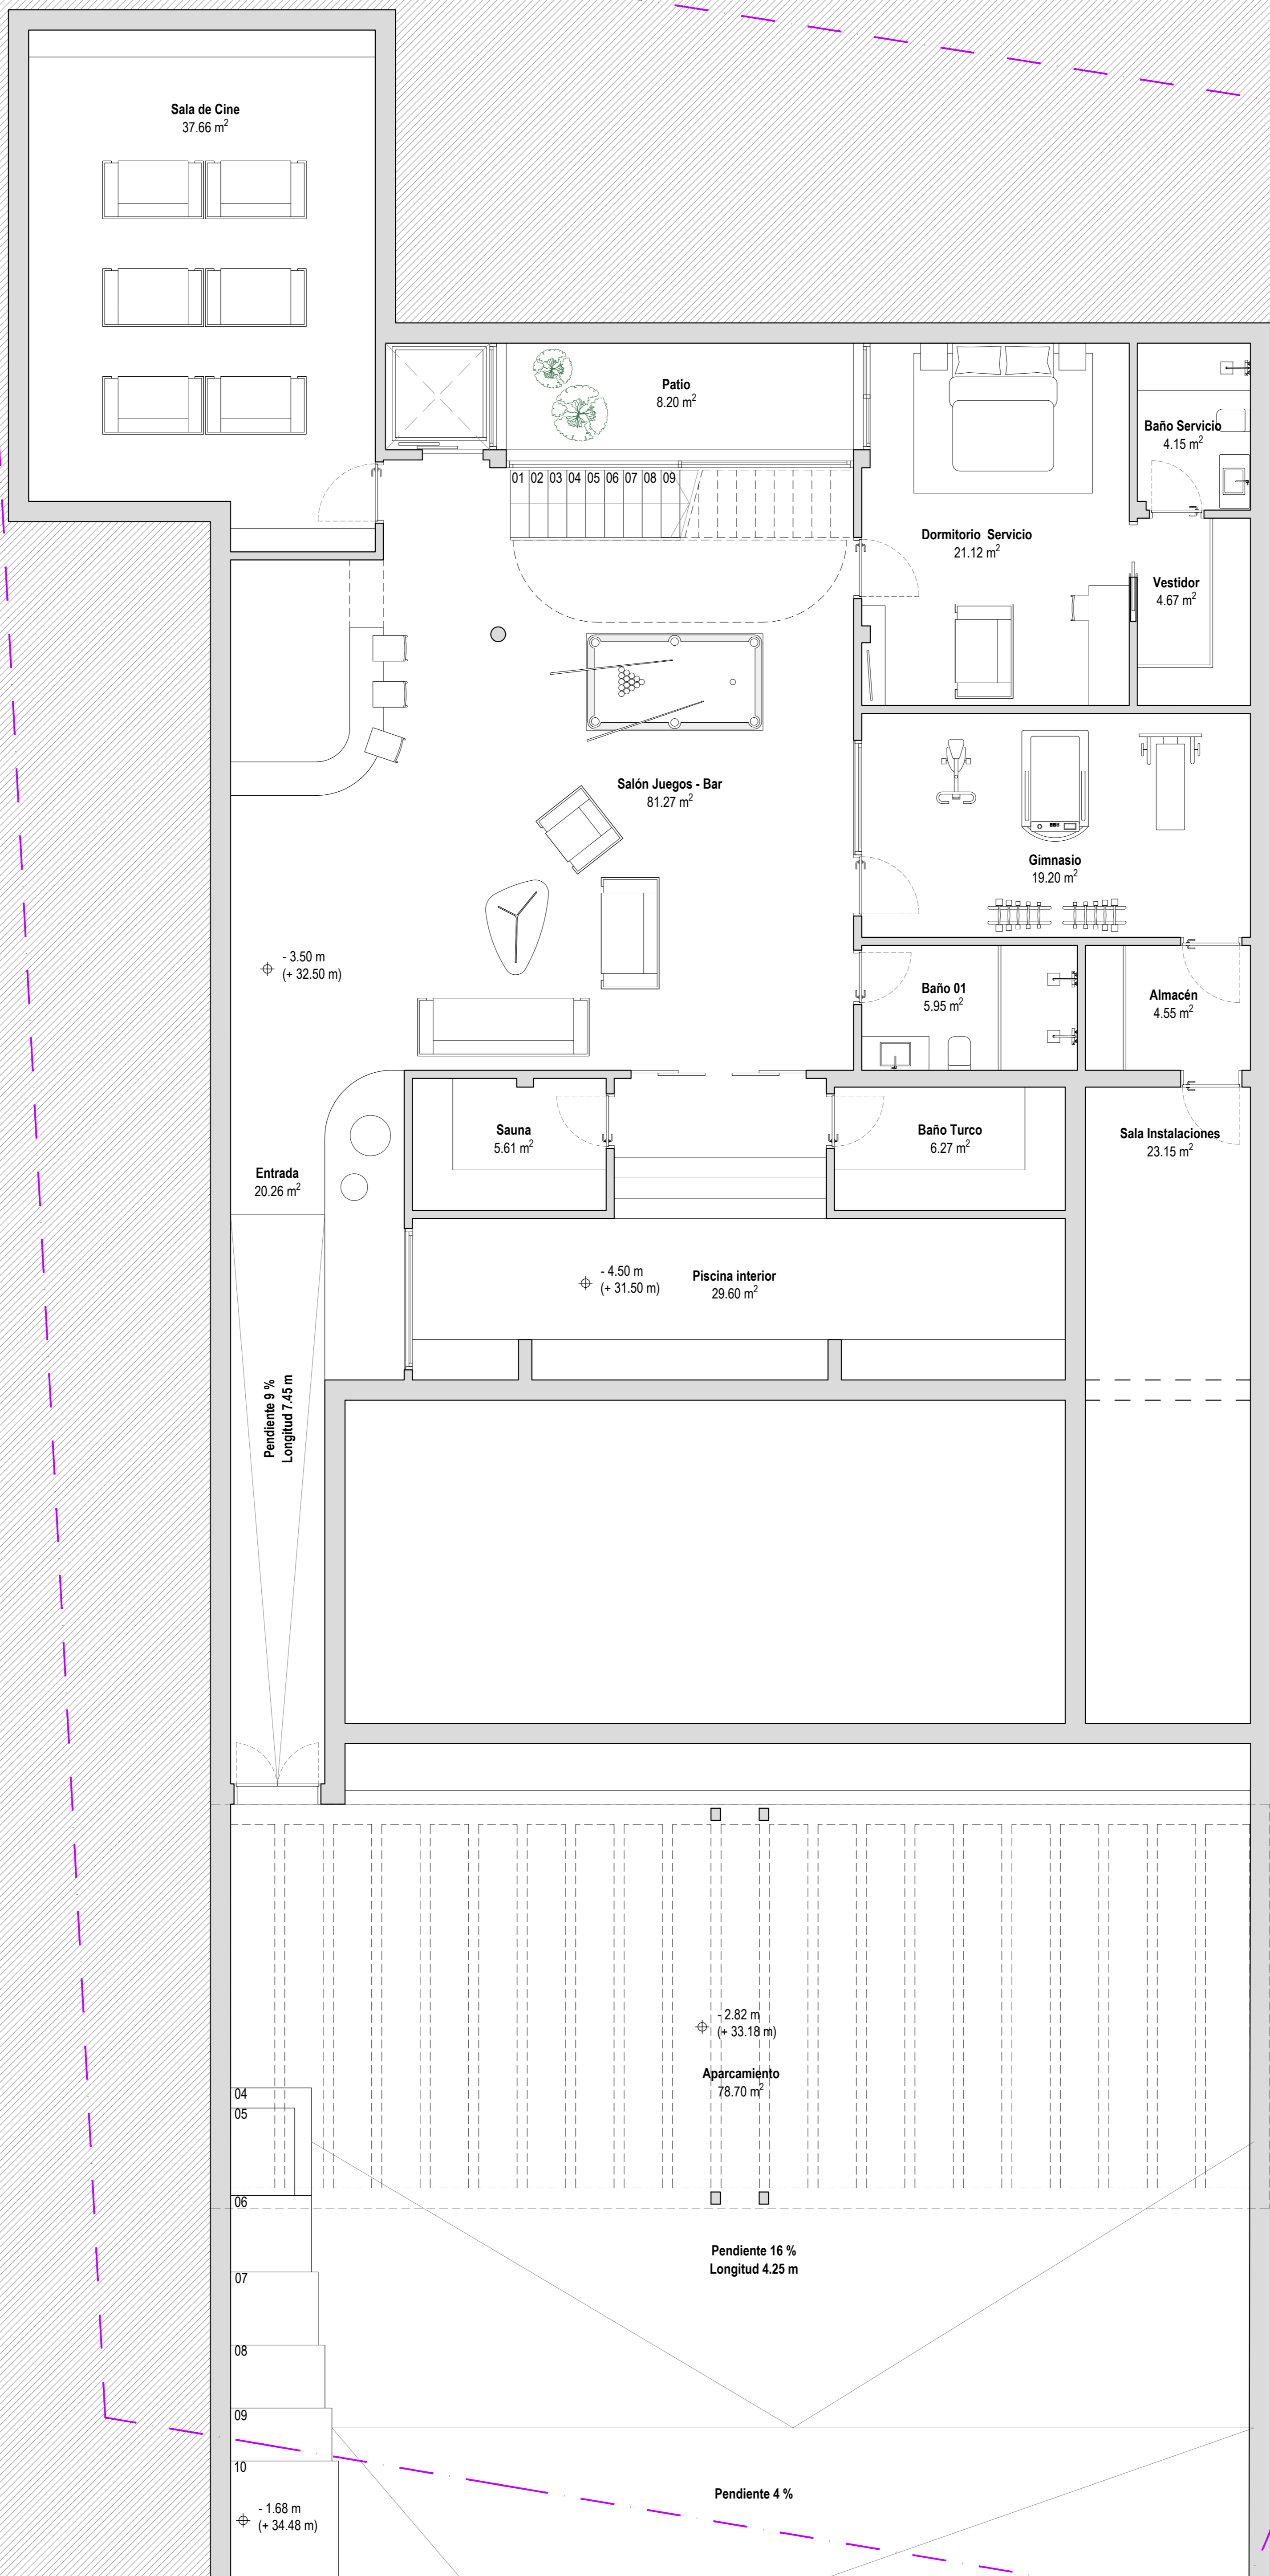 Sala de Cine
37.66 m²
Patio
8.20 m²
Baño Servicio
4.15 m²
01 02 03 04 05 06 07 08 09
Dormitorio Servicio
21.12 m²
Vestidor
4.67 m²
Salón Juegos - Bar
81.27 m²
Gimnasio
19.20 m²
- 3.50 m
(+ 32.50 m)
Baño 01
5.95 m²
Almacén
4.55 m²
Sauna
5.61 m²
Baño Turco
6.27 m²
Sala Instalaciones
23.15 m²
Entrada
20.26 m²
- 4.50 m
(+ 31.50 m)
Piscina interior
29.60 m²
Pendiente 9 %
Longitud 7.45 m
- 2.82 m
(+ 33.18 m)
Aparcamiento
78.70 m²
04
05
06
Pendiente 16 %
Longitud 4.25 m
07
08
09
10
Pendiente 4 %
- 1.68 m
(+ 34.48 m)